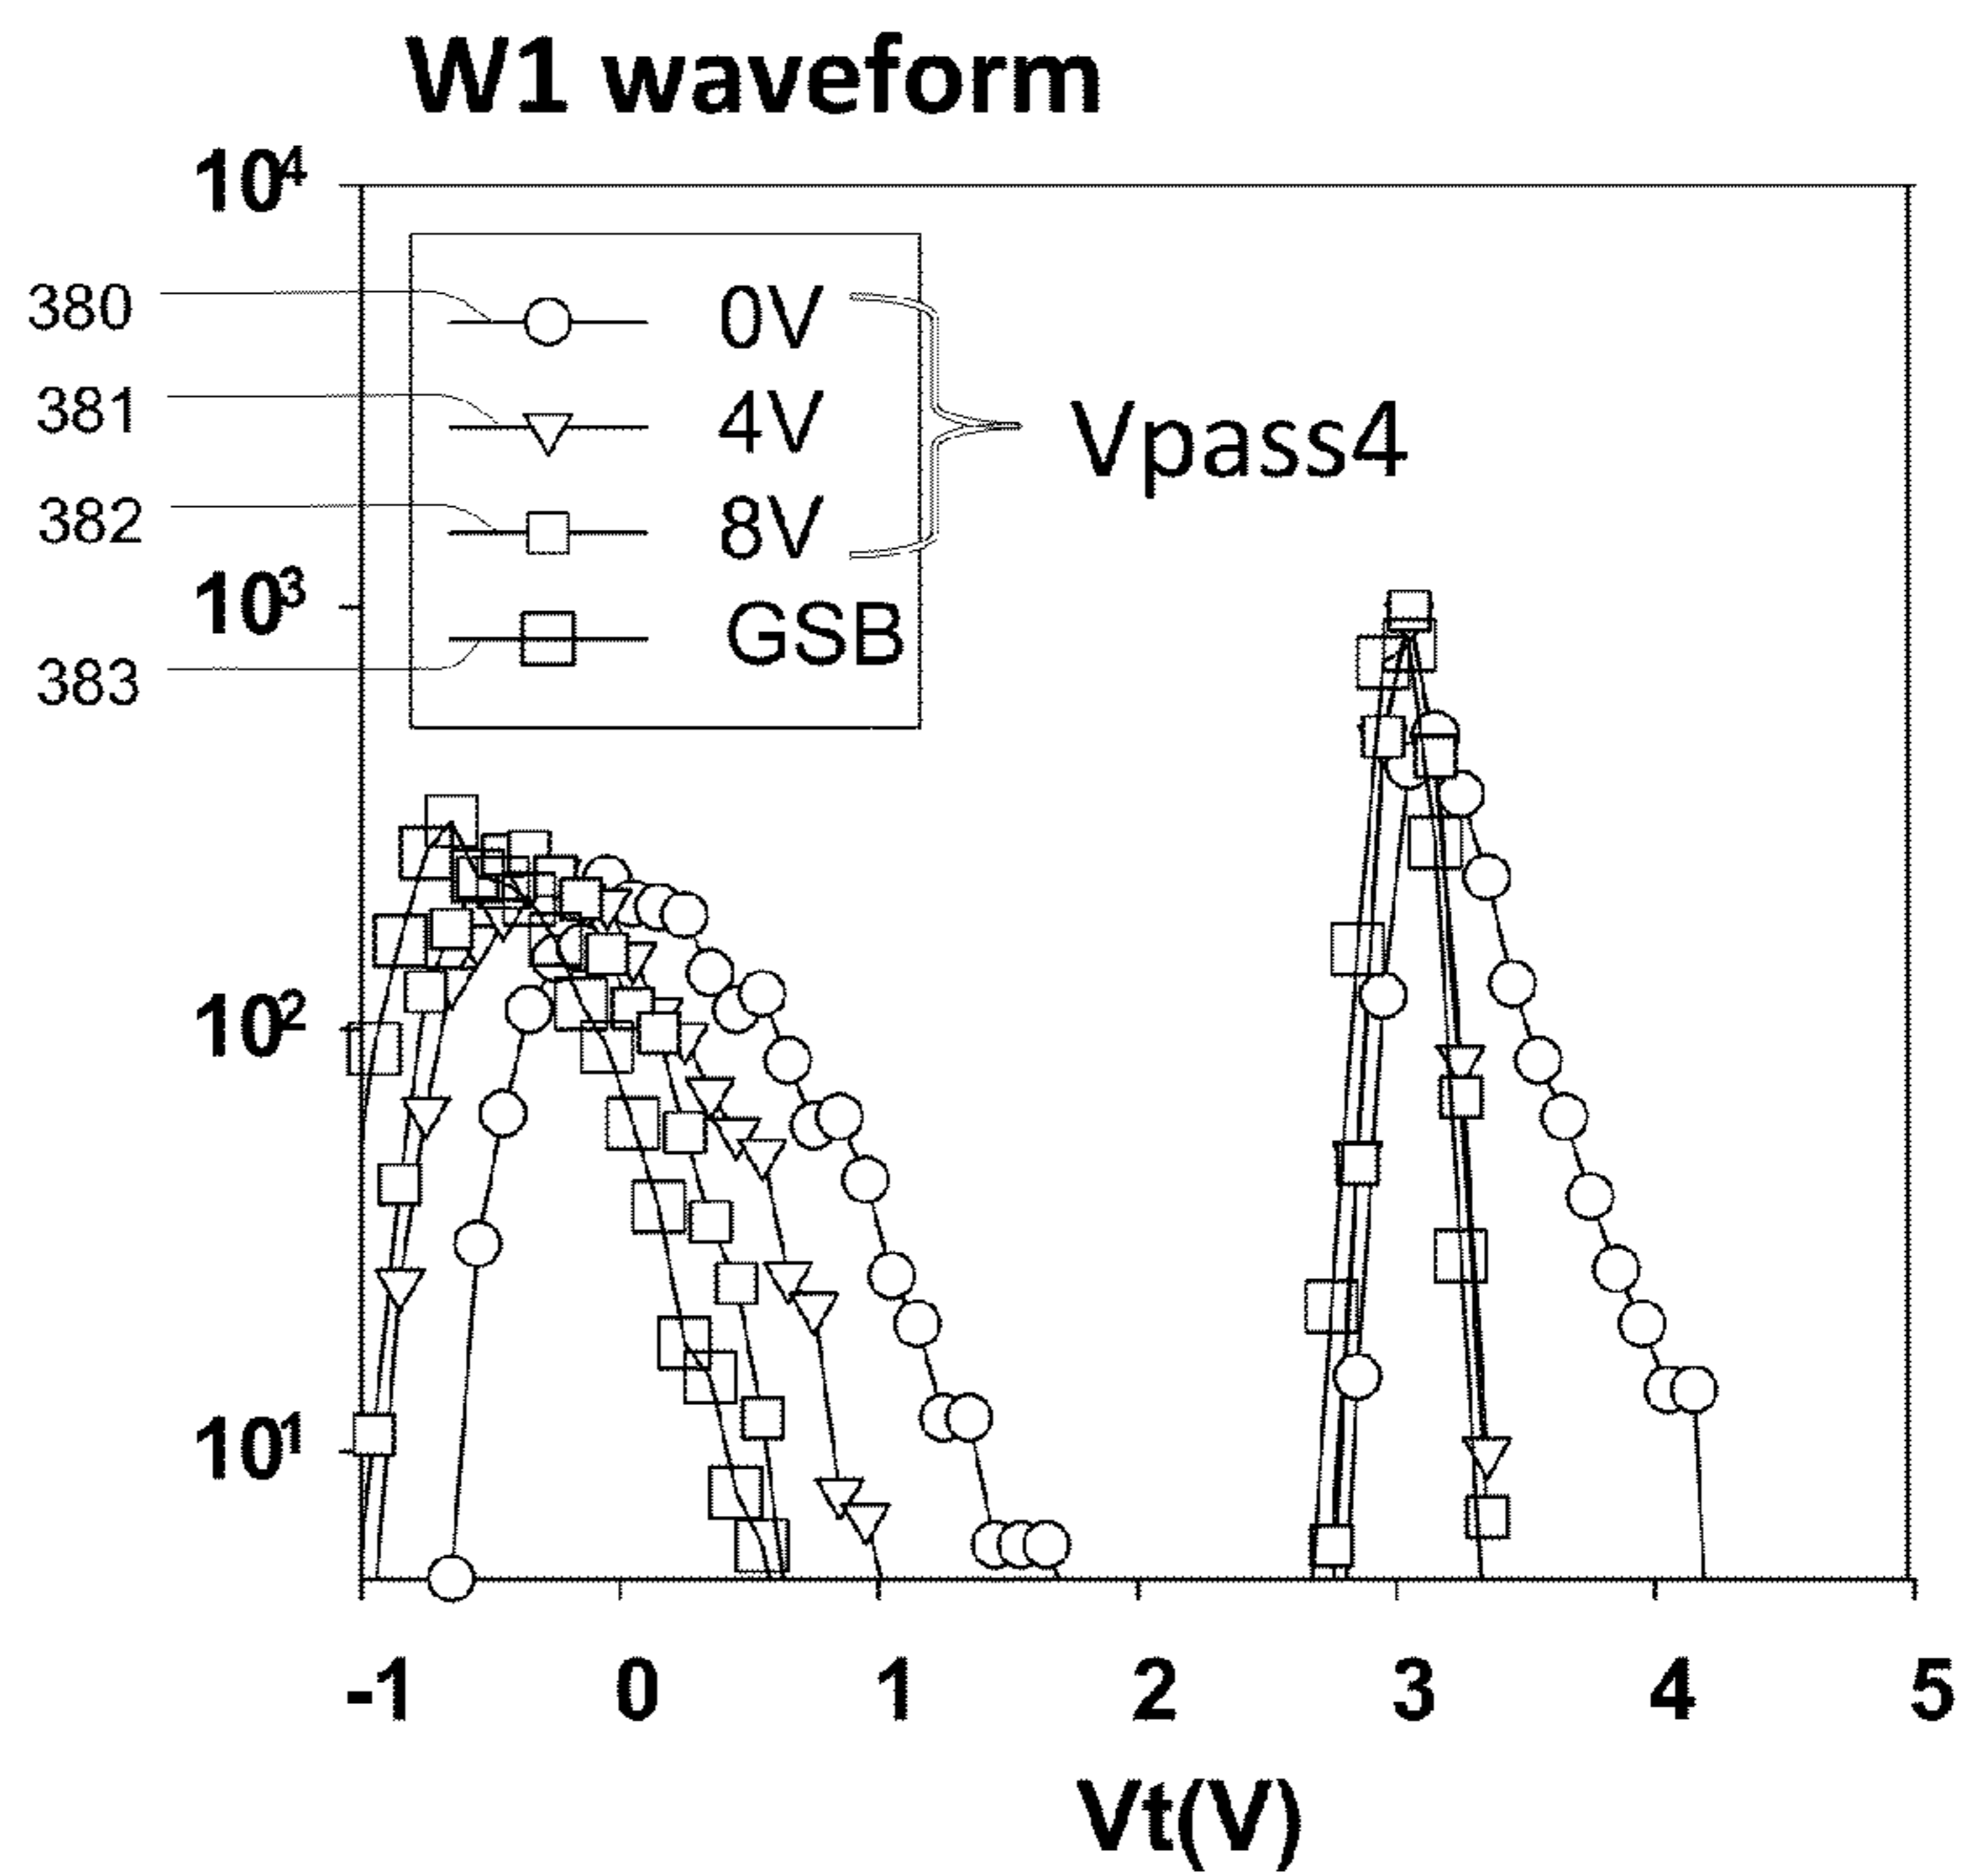 W1 waveform
10⁴
380
0V
381
4V
Vpass4
382
8V
10³
GSB
383
10²
10¹
-1 0 1 2 3 4 5
Vt(V)